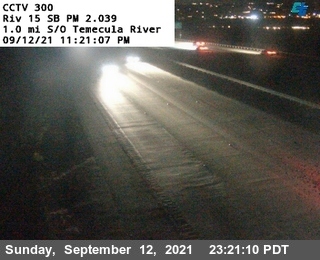 CCTV 300
Riv 15 SB PM 2.039
1.0 mi S/O Temecula River
09/12/21 11:21:07 PM
Sunday, September 12, 2021 23:21:10 PDT